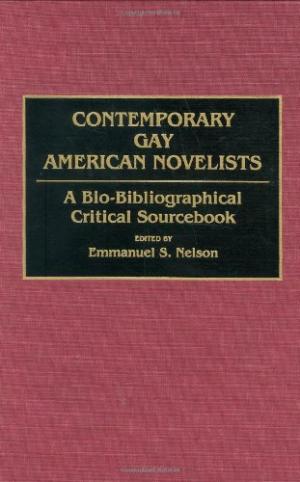 CONTEMPORARY
GAY
AMERICAN NOVELISTS
A Bio-Bibliographical
Critical Sourcebook
EDITED BY
Emmanuel S. Nelson